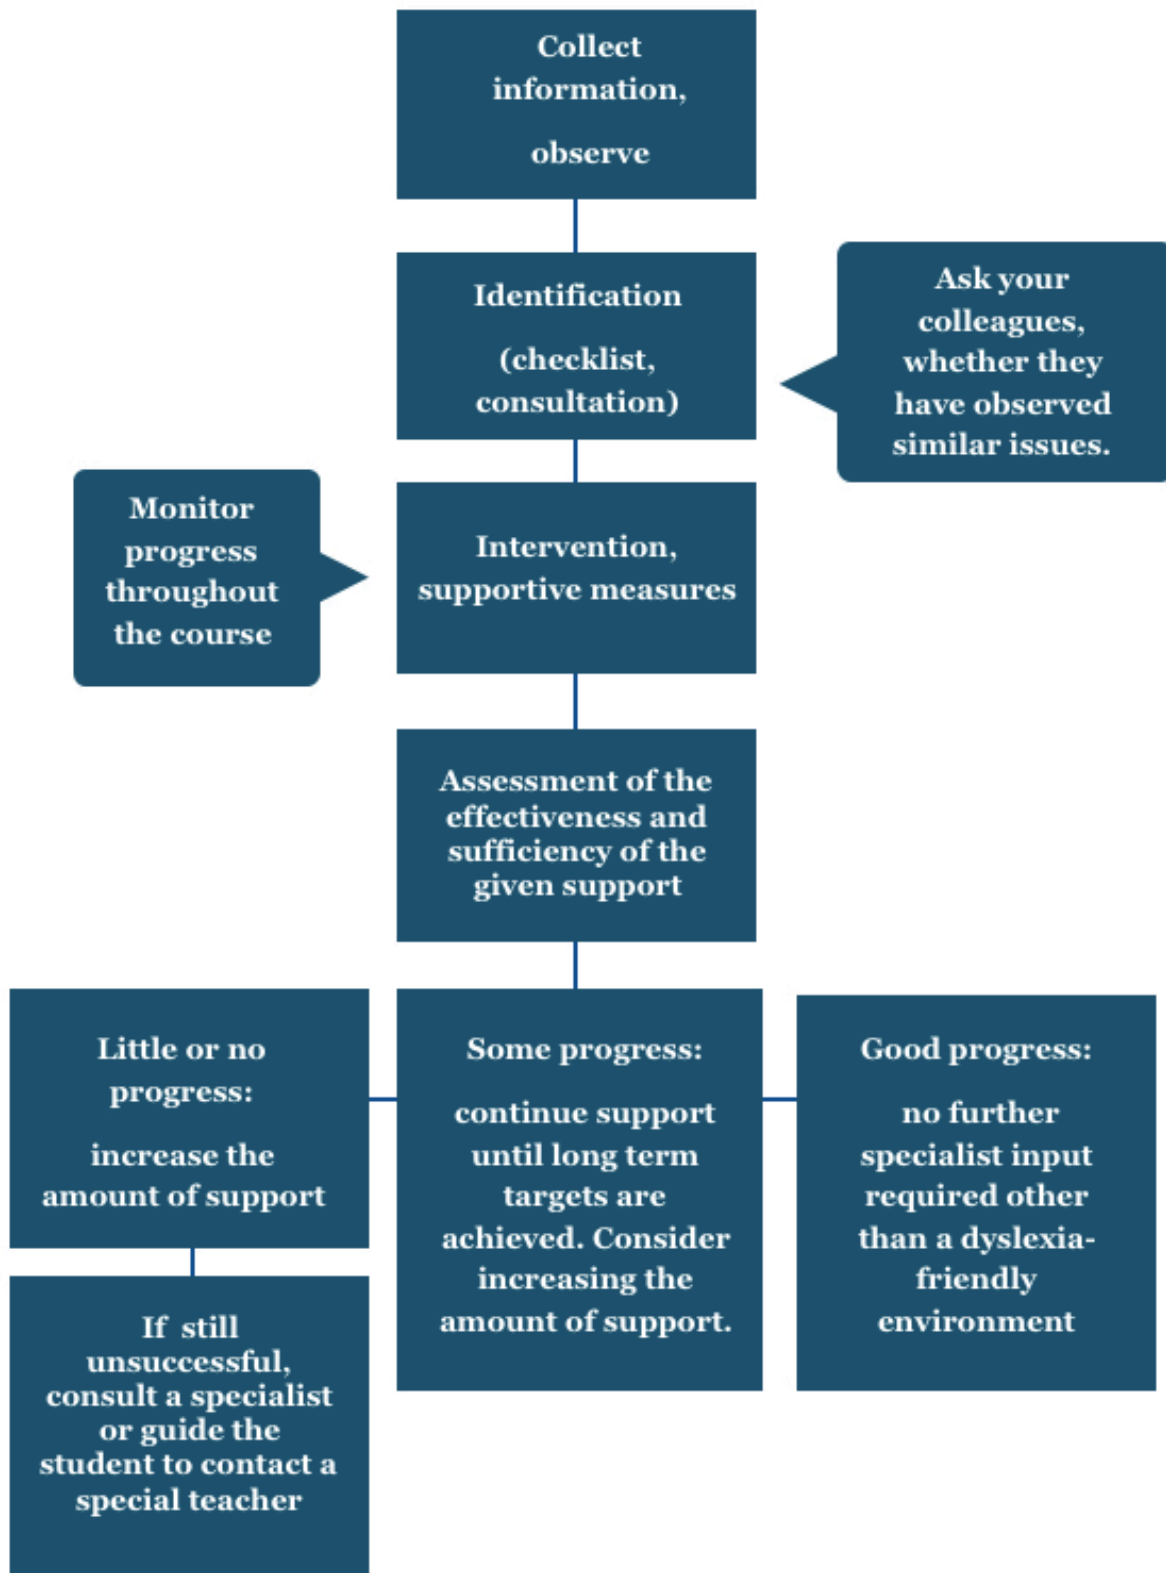 Collect
information,
observe
Identification
(checklist,
consultation)
Ask your
colleagues,
whether they
have observed
similar issues.
Monitor
progress
throughout
the course
Intervention,
supportive measures
Assessment of the
effectiveness and
sufficiency of the
given support
Little or no
progress:
increase the
amount of support
If still
unsuccessful,
consult a specialist
or guide the
student to contact a
special teacher
Some progress:
continue support
until long term
targets are
achieved. Consider
increasing the
amount of support.
Good progress:
no further
specialist input
required other
than a dyslexia-
friendly
environment